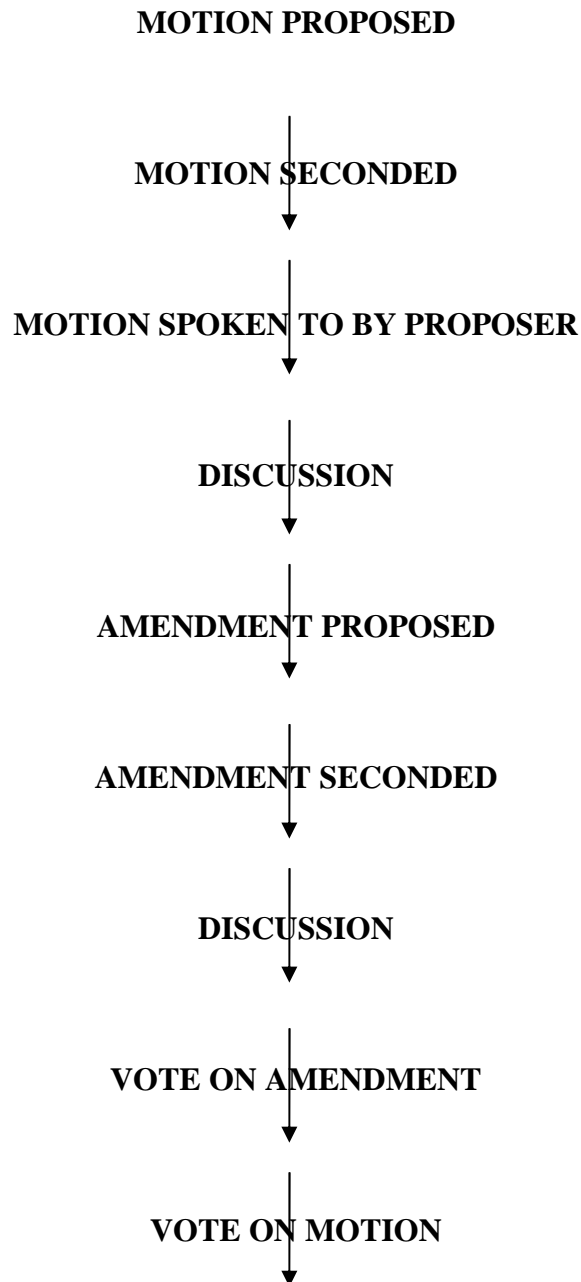 MOTION PROPOSED
MOTION SECONDED
MOTION SPOKEN TO BY PROPOSER
DISCUSSION
AMENDMENT PROPOSED
AMENDMENT SECONDED
DISCUSSION
VOTE ON AMENDMENT
VOTE ON MOTION